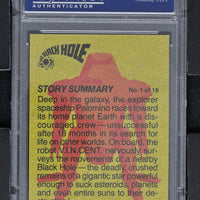 AUTHENTICATOR
THE BLACK HOLE
STORY SUMMARY No. 1 of 19
Deep in the galaxy, the explorer
spaceship Palomino races toward
its home planet Earth with a dis-
couraged crew—unsuccessful
after 18 months in its search for
life on other worlds. On board, the
robot V.I.N.CENT. nervously sur-
veys the movements of a nearby
Black Hole—the deadly, crushed
remains of a gigantic star powerful
enough to suck asteroids, planets
and even entire suns to their de-